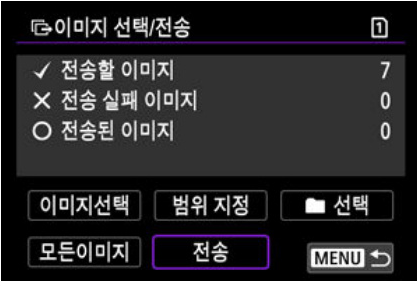 이미지 선택/전송 1
전송할 이미지 7
전송 실패 이미지 0
전송된 이미지 0
이미지선택 범위 지정 선택
모든이미지 전송 MENU